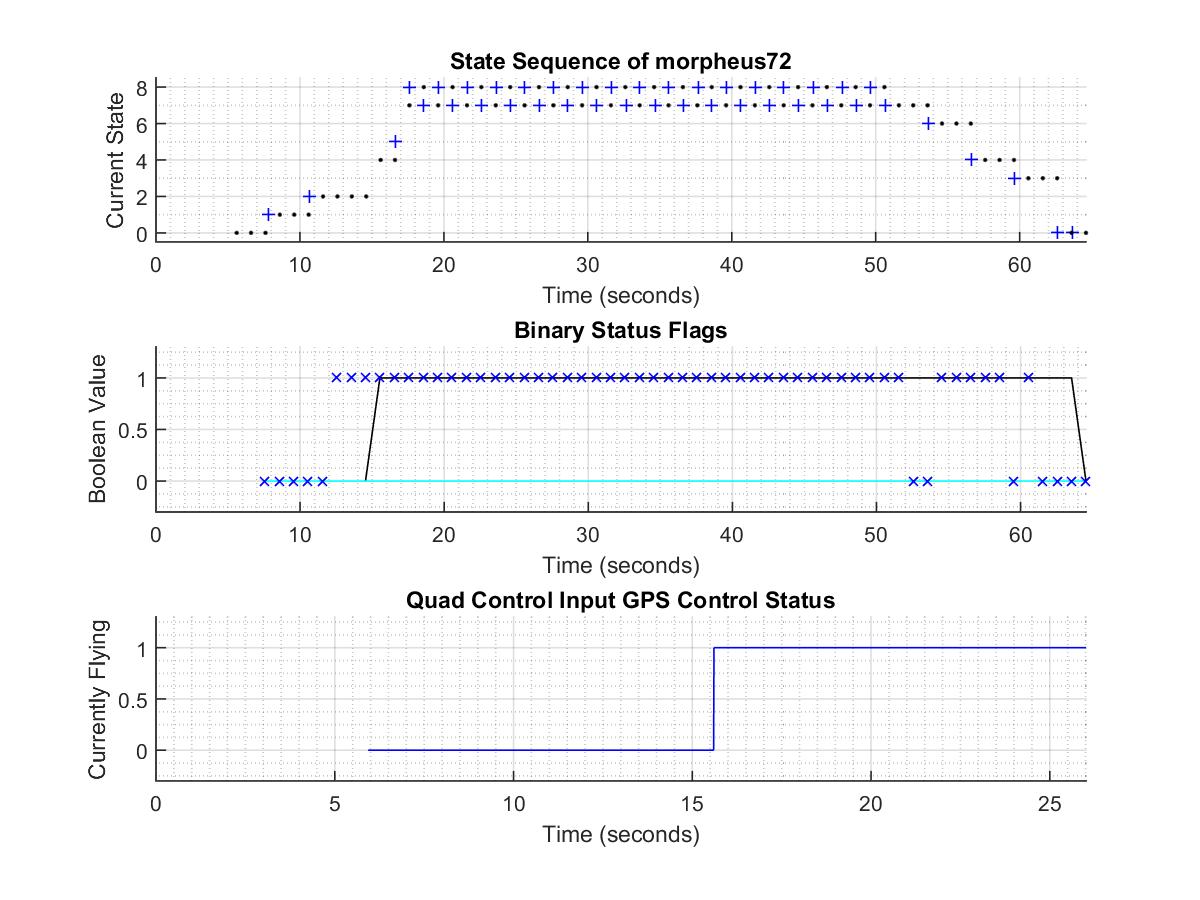 State Sequence of morpheus72
8
6
4
2
0
Current State
0 10 20 30 40 50 60
Time (seconds)
Binary Status Flags
1
0.5
0
Boolean Value
0 10 20 30 40 50 60
Time (seconds)
Quad Control Input GPS Control Status
1
0.5
0
Currently Flying
0 5 10 15 20 25
Time (seconds)